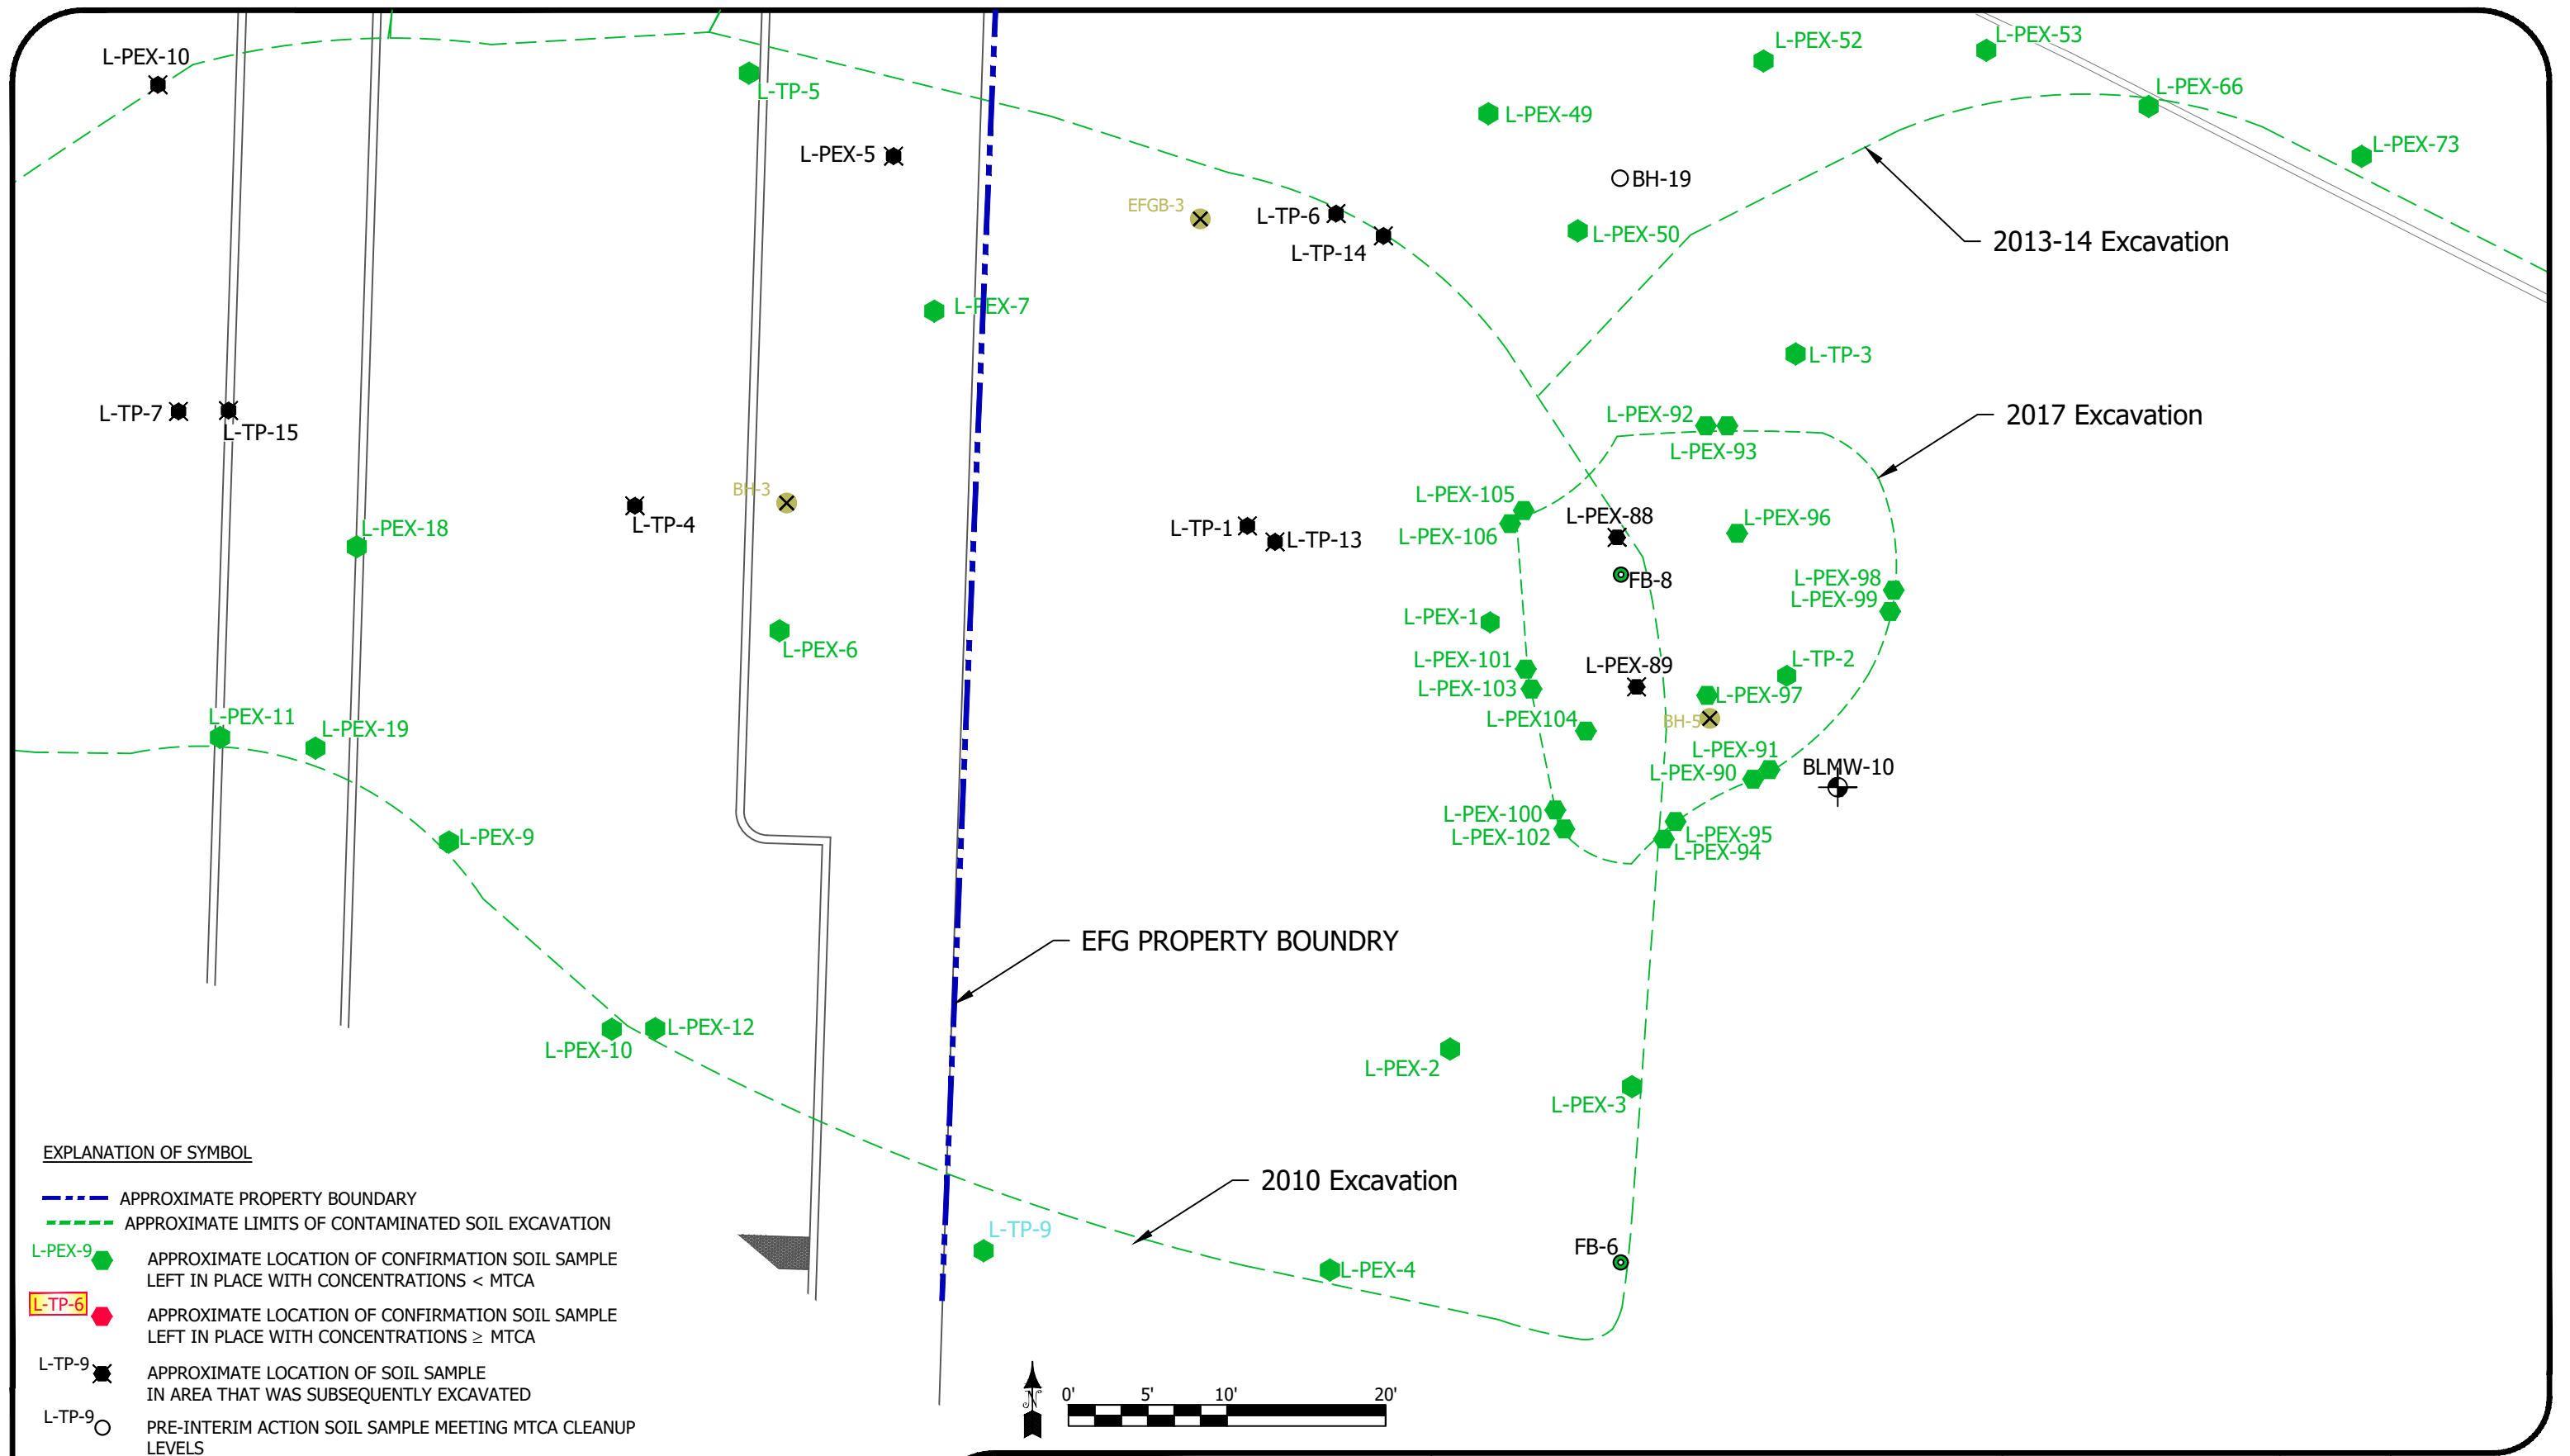 L-PEX-53
L-PEX-52
L-PEX-10
L-PEX-66
L-TP-5
L-PEX-49
L-PEX-73
L-PEX-5
BH-19
EFGB-3
L-TP-6
L-PEX-50
2013-14 Excavation
L-TP-14
L-PEX-7
L-TP-3
L-TP-7
L-PEX-92
2017 Excavation
L-TP-15
L-PEX-93
BH-3
L-PEX-105
L-PEX-88
L-PEX-96
L-PEX-18
L-TP-4
L-TP-1
L-TP-13
L-PEX-106
FB-8
L-PEX-98
L-PEX-99
L-PEX-1
L-PEX-6
L-PEX-101
L-PEX-89
L-TP-2
L-PEX-103
L-PEX-97
L-PEX-11
L-PEX-19
L-PEX104
BH-5
L-PEX-91
L-PEX-90
BLMW-10
L-PEX-100
L-PEX-9
L-PEX-102
L-PEX-95
L-PEX-94
EFG PROPERTY BOUNDRY
L-PEX-12
L-PEX-10
L-PEX-2
L-PEX-3
2010 Excavation
L-TP-9
FB-6
L-PEX-4
EXPLANATION OF SYMBOL
APPROXIMATE PROPERTY BOUNDARY
APPROXIMATE LIMITS OF CONTAMINATED SOIL EXCAVATION
L-PEX-9 APPROXIMATE LOCATION OF CONFIRMATION SOIL SAMPLE
LEFT IN PLACE WITH CONCENTRATIONS < MTCA
L-TP-6 APPROXIMATE LOCATION OF CONFIRMATION SOIL SAMPLE
LEFT IN PLACE WITH CONCENTRATIONS ≥ MTCA
L-TP-9 APPROXIMATE LOCATION OF SOIL SAMPLE
IN AREA THAT WAS SUBSEQUENTLY EXCAVATED
L-TP-9 PRE-INTERIM ACTION SOIL SAMPLE MEETING MTCA CLEANUP
LEVELS
N
0' 5' 10' 20'